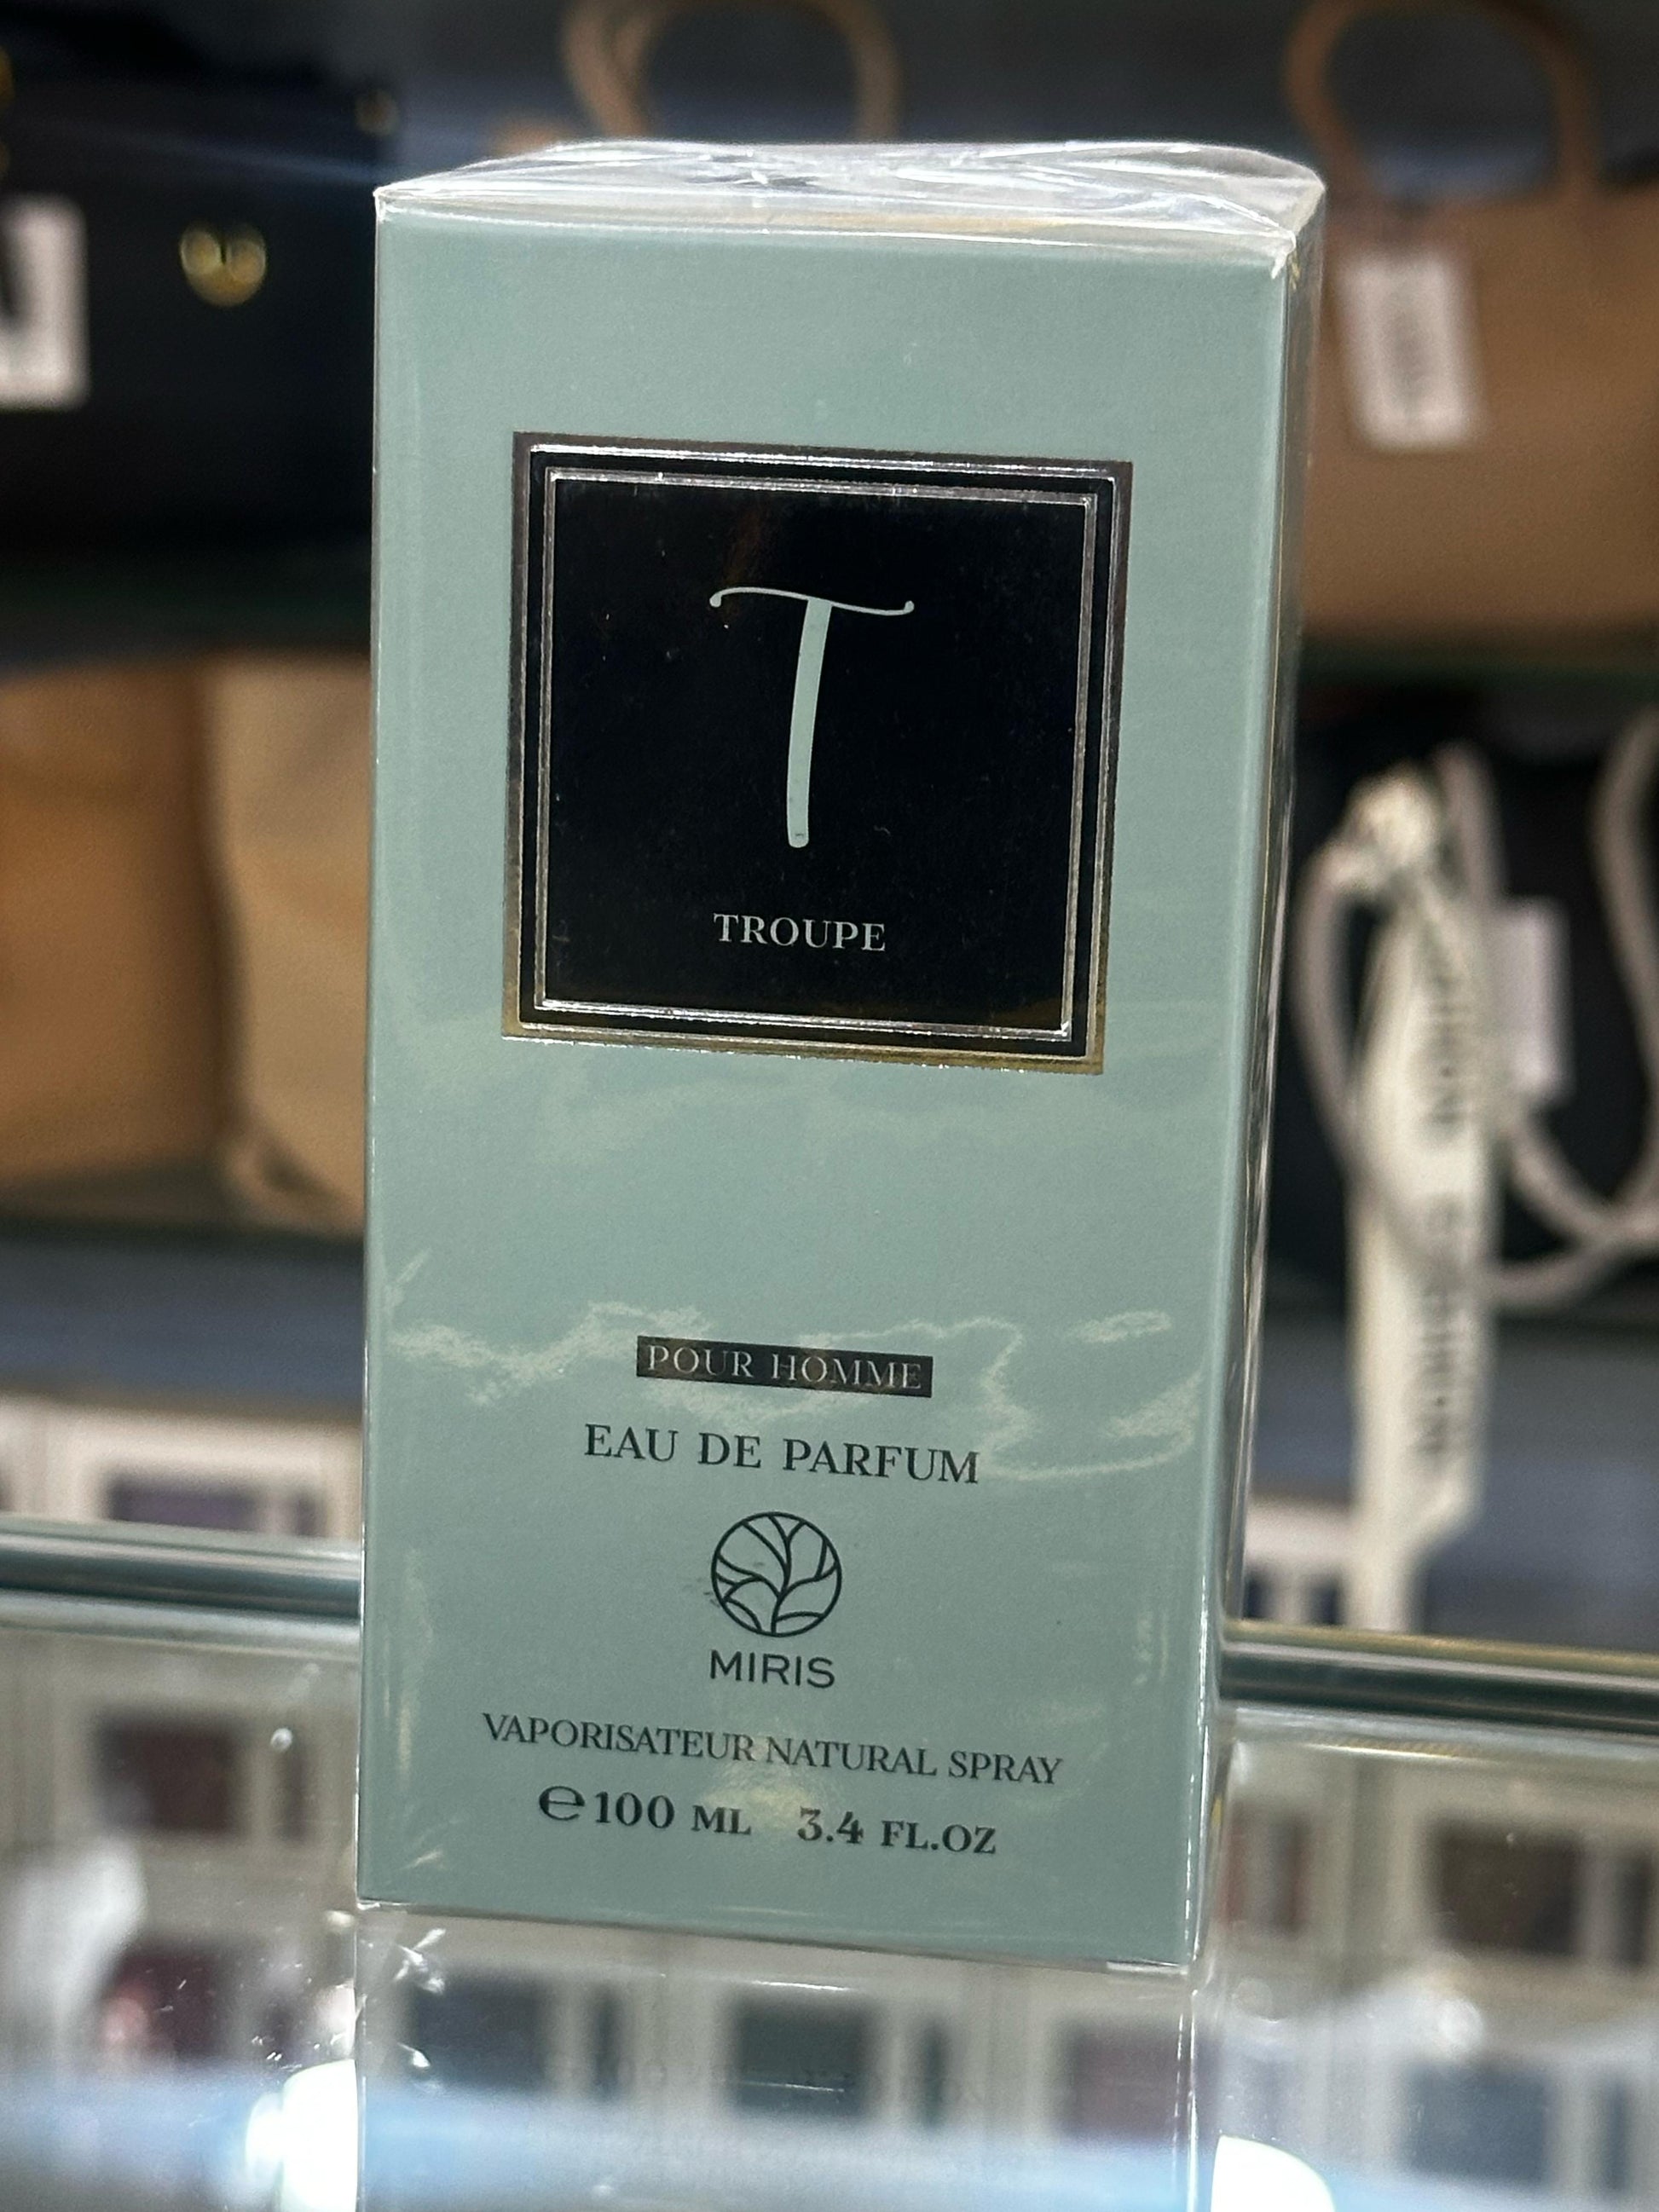 T
TROUPE
POUR HOMME
EAU DE PARFUM
MIRIS
VAPORISATEUR NATURAL SPRAY
℮100 ML 3.4 FL.OZ